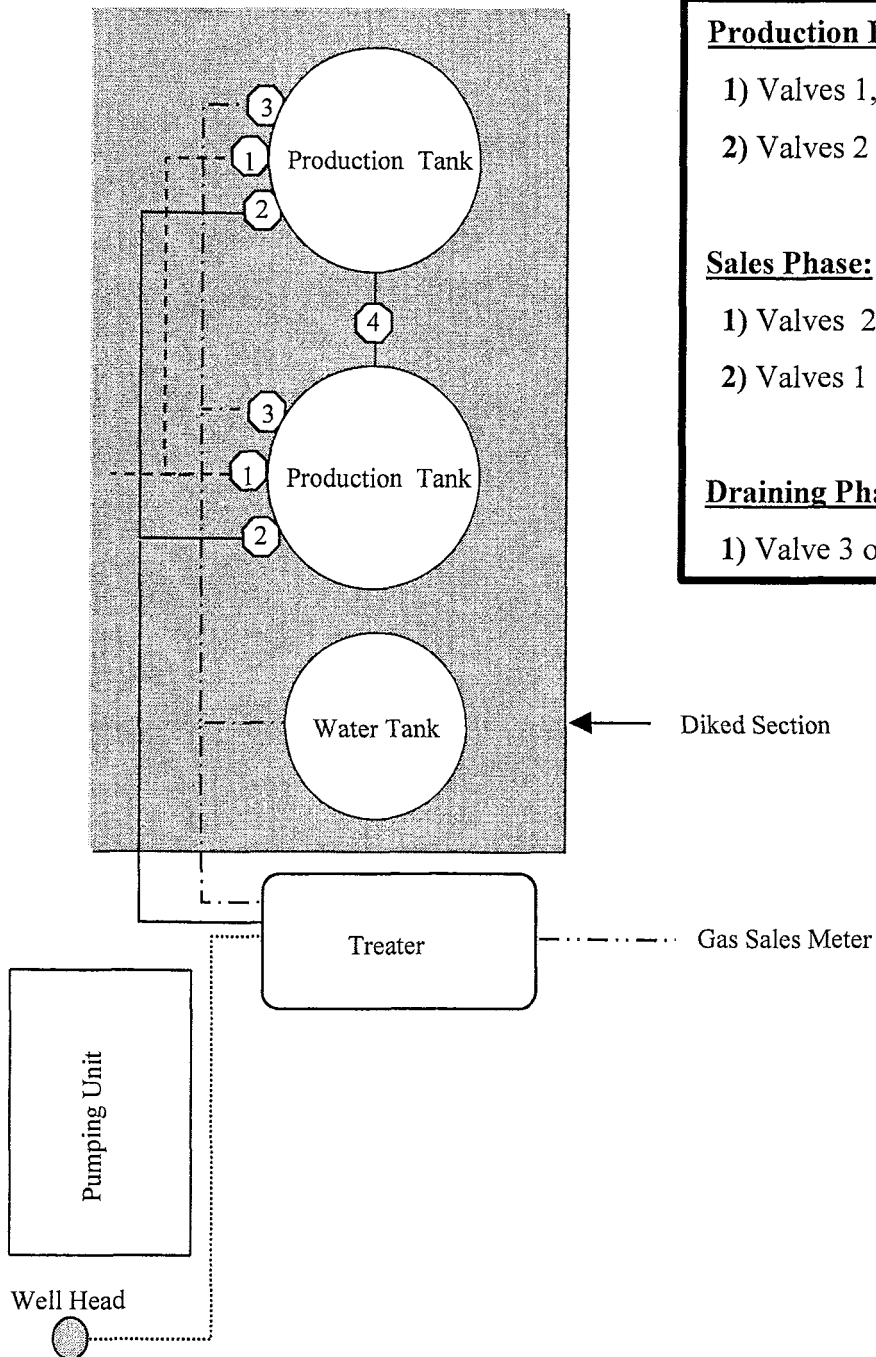 Production
1) Valves 1,
2) Valves 2
Sales Phase:
1) Valves 2
2) Valves 1
Draining Pha
1) Valve 3 o
3
1
Production Tank
2
4
3
1
Production Tank
2
Water Tank
Diked Section
Treater
Gas Sales Meter
Pumping Unit
Well Head